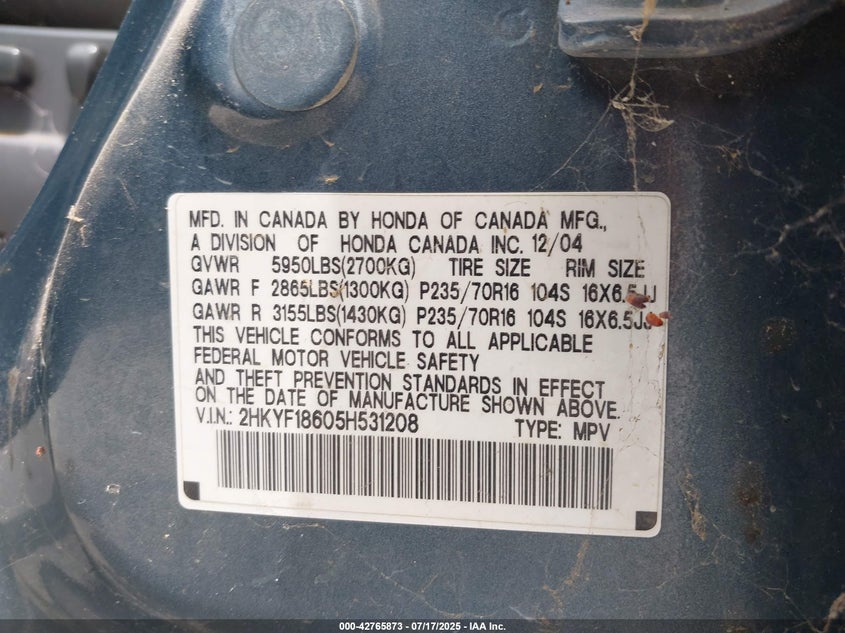 MFD. IN CANADA BY HONDA OF CANADA MFG.,
A DIVISION OF HONDA CANADA INC. 12/04
GVWR 5950LBS(2700KG) TIRE SIZE RIM SIZE
GAWR F 2865LBS(1300KG) P235/70R16 104S 16X6.5JJ
GAWR R 3155LBS(1430KG) P235/70R16 104S 16X6.5JJ
THIS VEHICLE CONFORMS TO ALL APPLICABLE
FEDERAL MOTOR VEHICLE SAFETY
AND THEFT PREVENTION STANDARDS IN EFFECT
ON THE DATE OF MANUFACTURE SHOWN ABOVE.
V.I.N.: 2HKYF18605H531208 TYPE: MPV
000-42765873 / 07/17/2025 - IAA Inc.